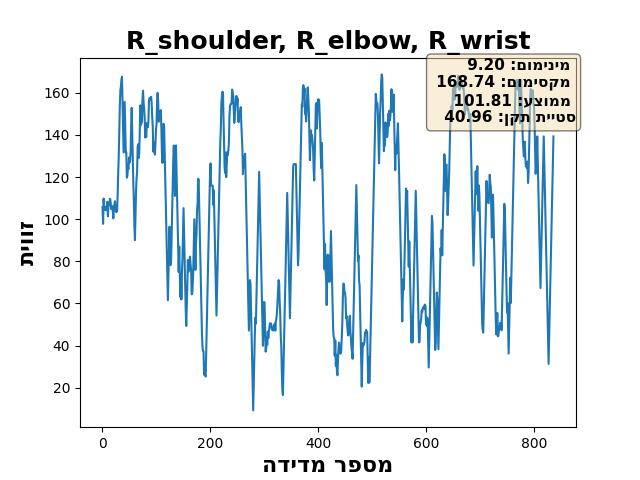 R_shoulder, R_elbow, R_wrist
מינימום: 9.20
מקסימום: 168.74
ממוצע: 101.81
סטיית תקן: 40.96
זווית
160
140
120
100
80
60
40
20
0 200 400 600 800
מספר מדידה